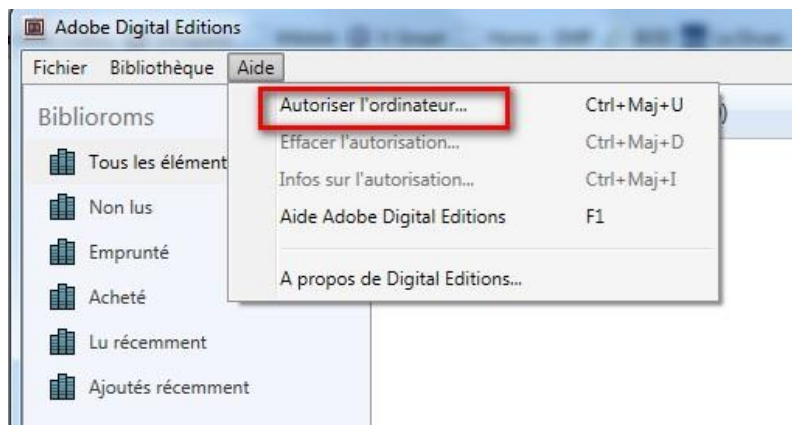 Adobe Digital Editions
Fichier Bibliothèque Aide
Autoriser l'ordinateur... Ctrl+Maj+U
Effacer l'autorisation... Ctrl+Maj+D
Infos sur l'autorisation... Ctrl+Maj+I
Aide Adobe Digital Editions F1
A propos de Digital Editions...
Biblioroms
Tous les élément
Non lus
Emprunté
Acheté
Lu récemment
Ajoutés récemment